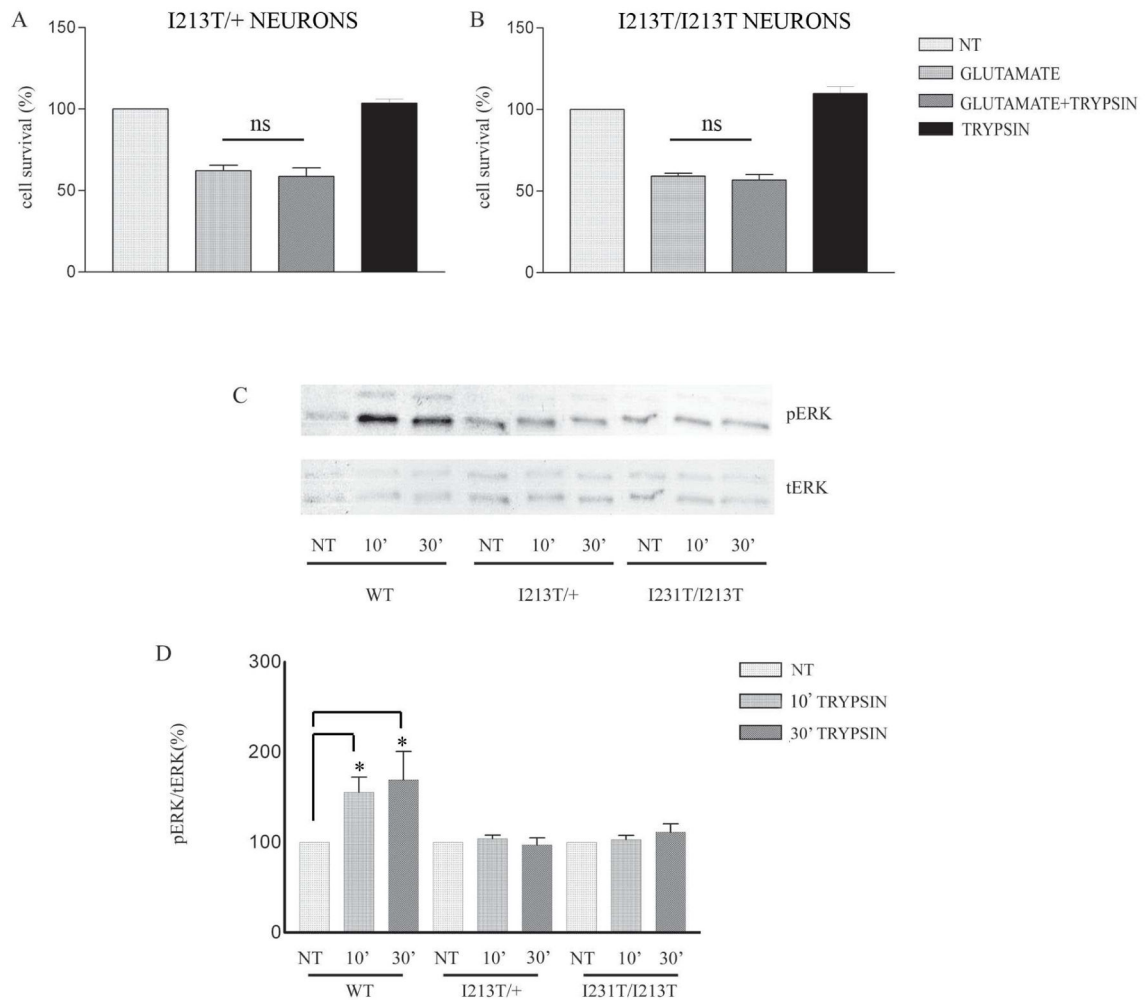 A
I213T/+ NEURONS
cell survival (%)
150
100
50
0
ns
B
I213T/I213T NEURONS
cell survival (%)
150
100
50
0
ns
NT
GLUTAMATE
GLUTAMATE+TRYPSIN
TRYPSIN
C
pERK
tERK
NT 10’ 30’ NT 10’ 30’ NT 10’ 30’
WT I213T/+ I231T/I213T
D
pERK/tERK(%)
300
200
100
0
* *
NT
10’ TRYPSIN
30’ TRYPSIN
NT 10’ 30’ NT 10’ 30’ NT 10’ 30’
WT I213T/+ I231T/I213T